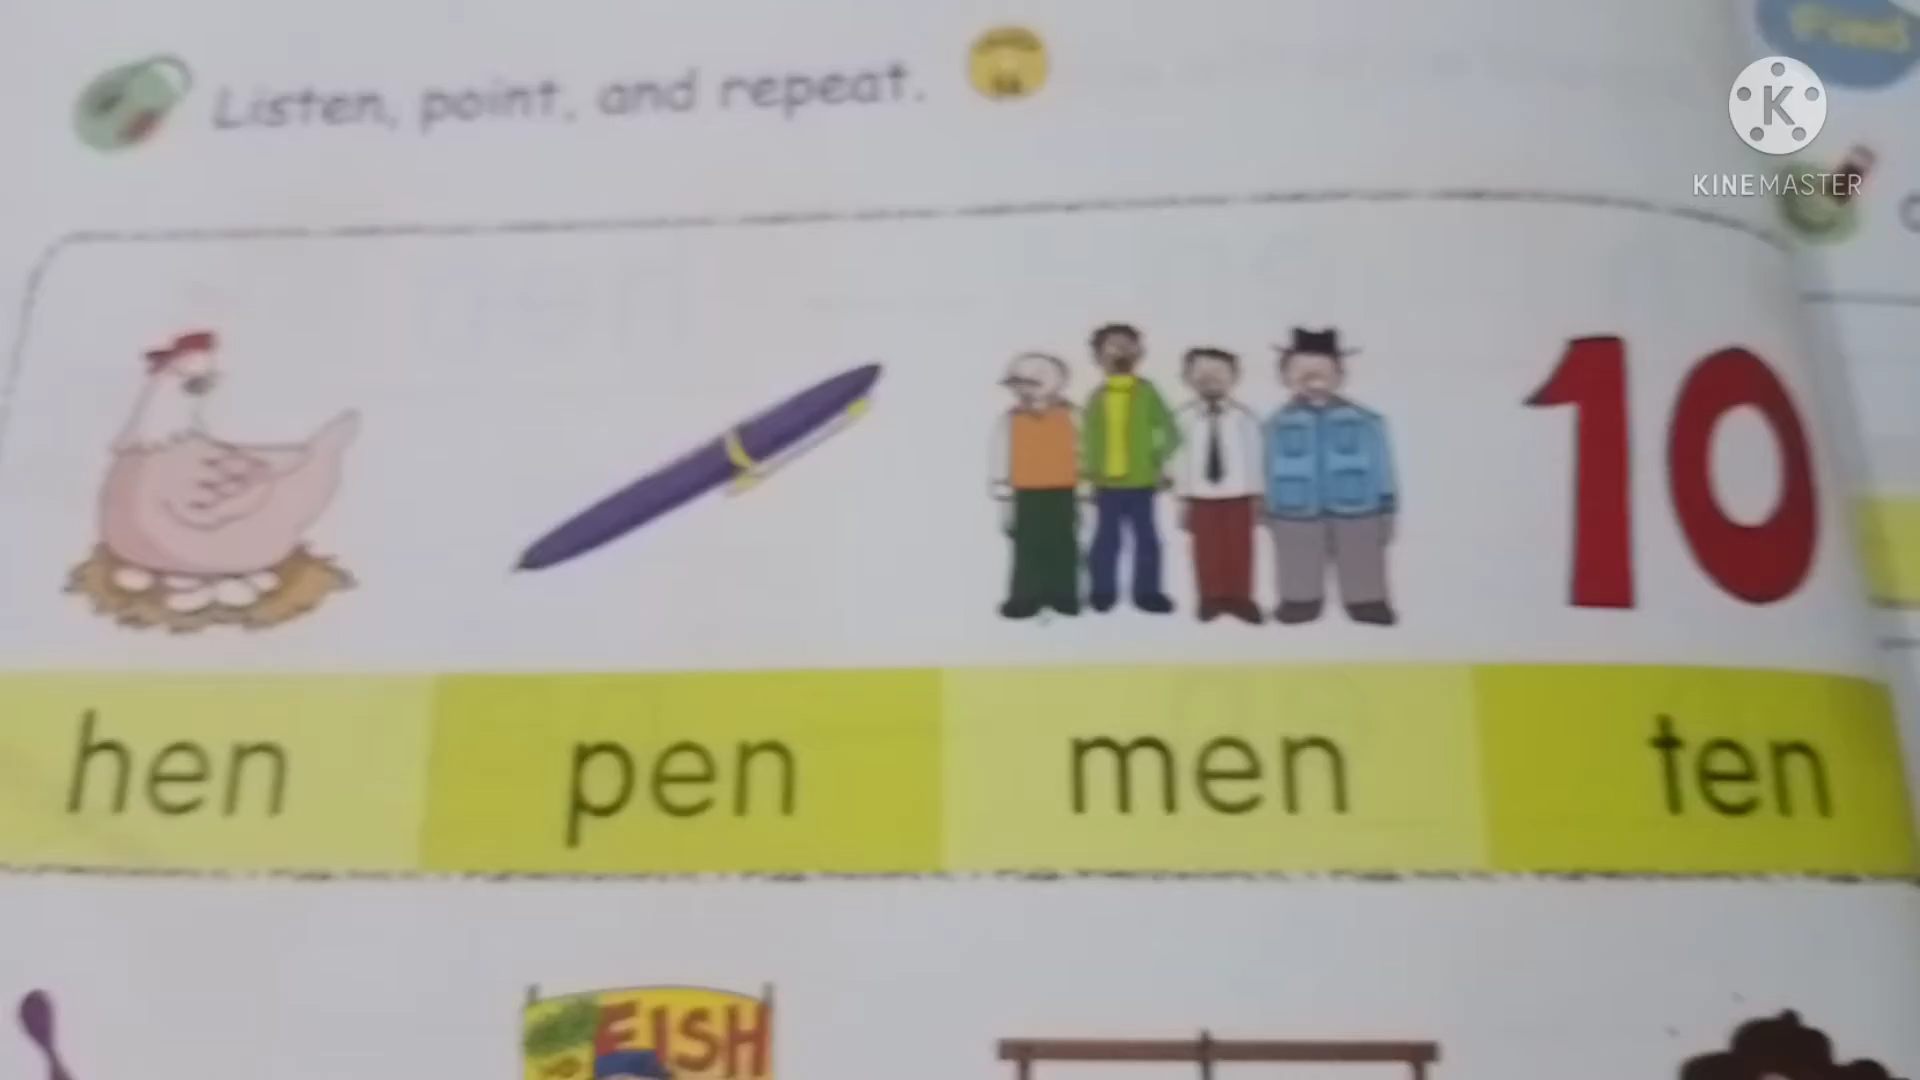 Listen, point, and repeat.
K
KINEMASTER
10
hen pen men ten
FISH